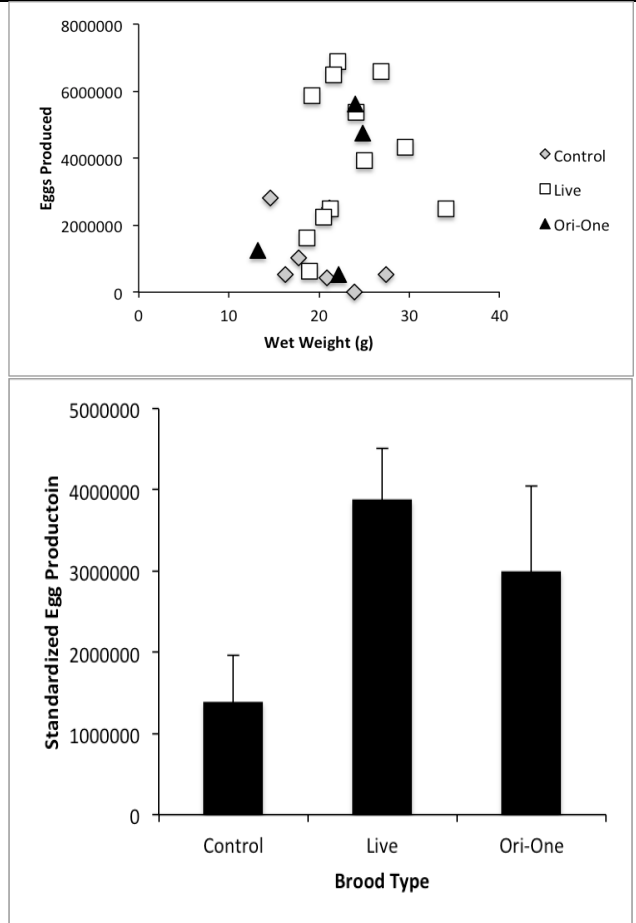 8000000
6000000
4000000
2000000
0
Eggs Produced
0 10 20 30 40
Wet Weight (g)
Control
Live
Ori-One
5000000
4000000
3000000
2000000
1000000
0
Standardized Egg Productoin
Control Live Ori-One
Brood Type